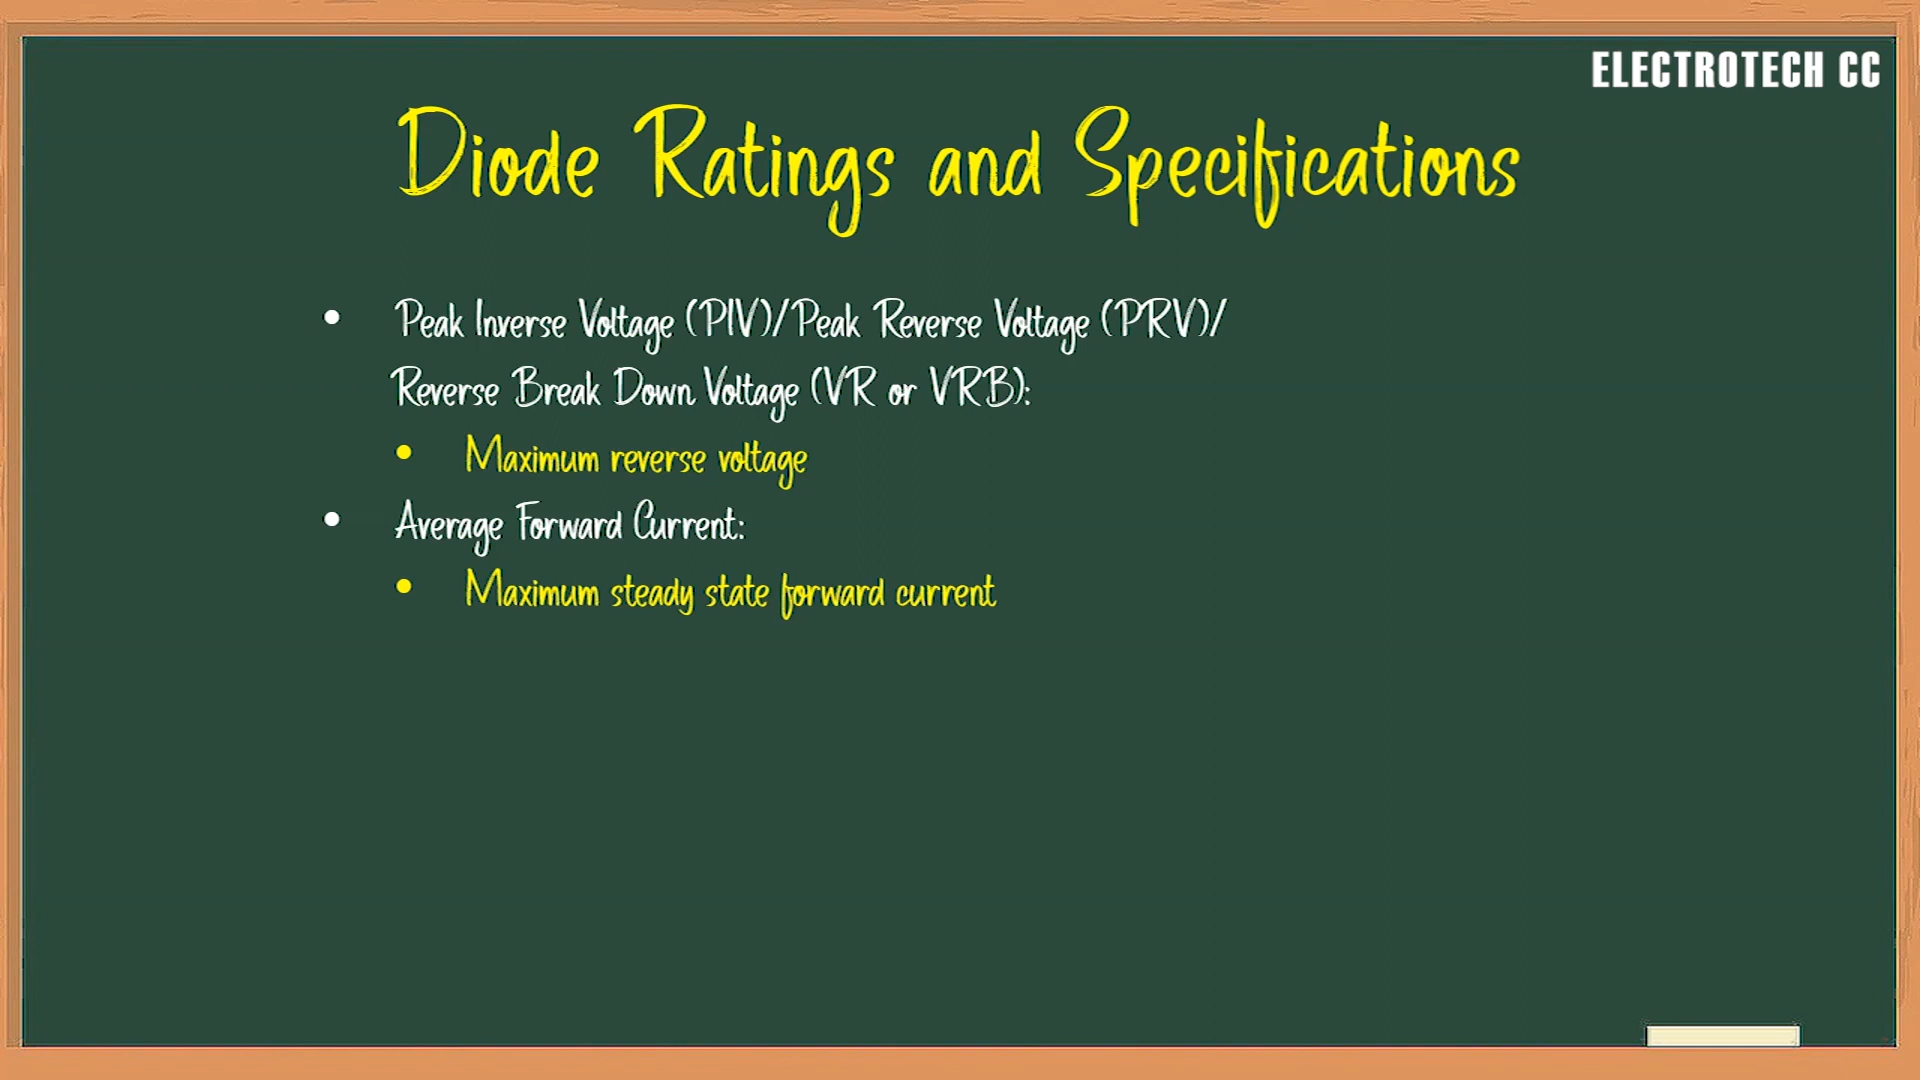 ELECTROTECH CC
Diode Ratings and Specifications
• Peak Inverse Voltage (PIV)/Peak Reverse Voltage (PRV)/
Reverse Break Down Voltage (VR or VRB):
• Maximum reverse voltage
• Average Forward Current:
• Maximum steady state forward current